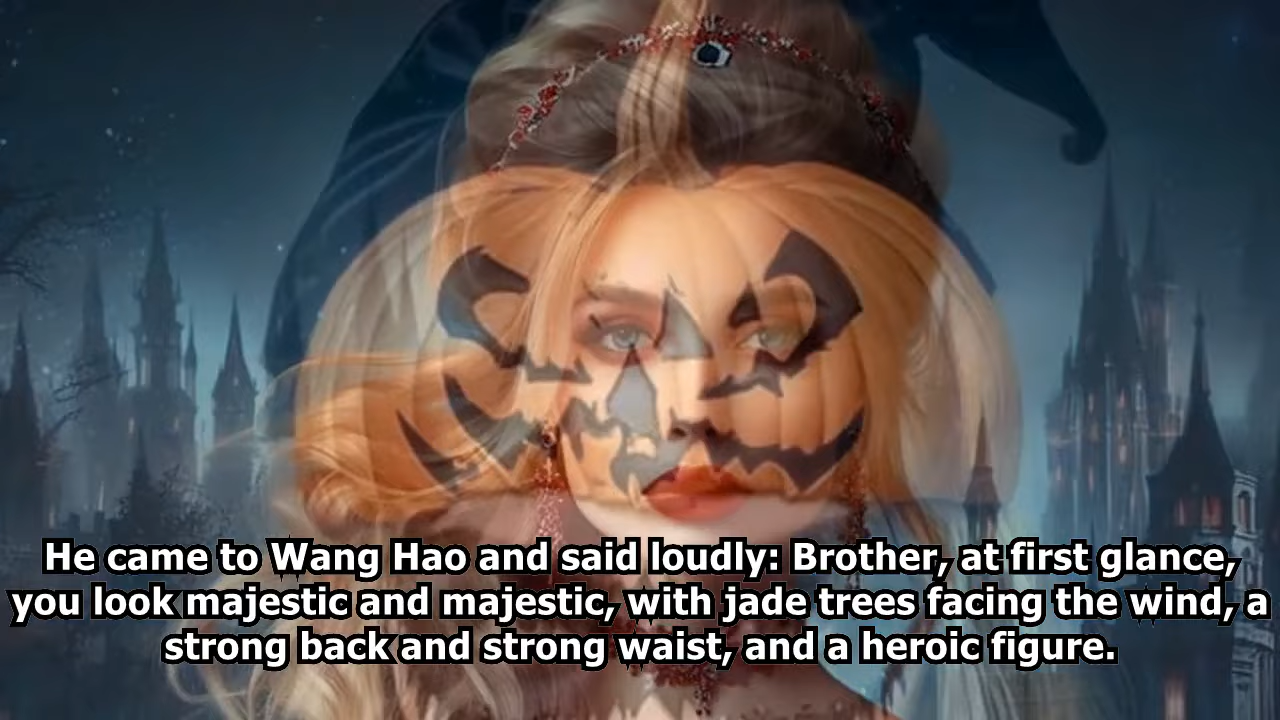 He came to Wang Hao and said loudly: Brother, at first glance,
you look majestic and majestic, with jade trees facing the wind, a
strong back and strong waist, and a heroic figure.